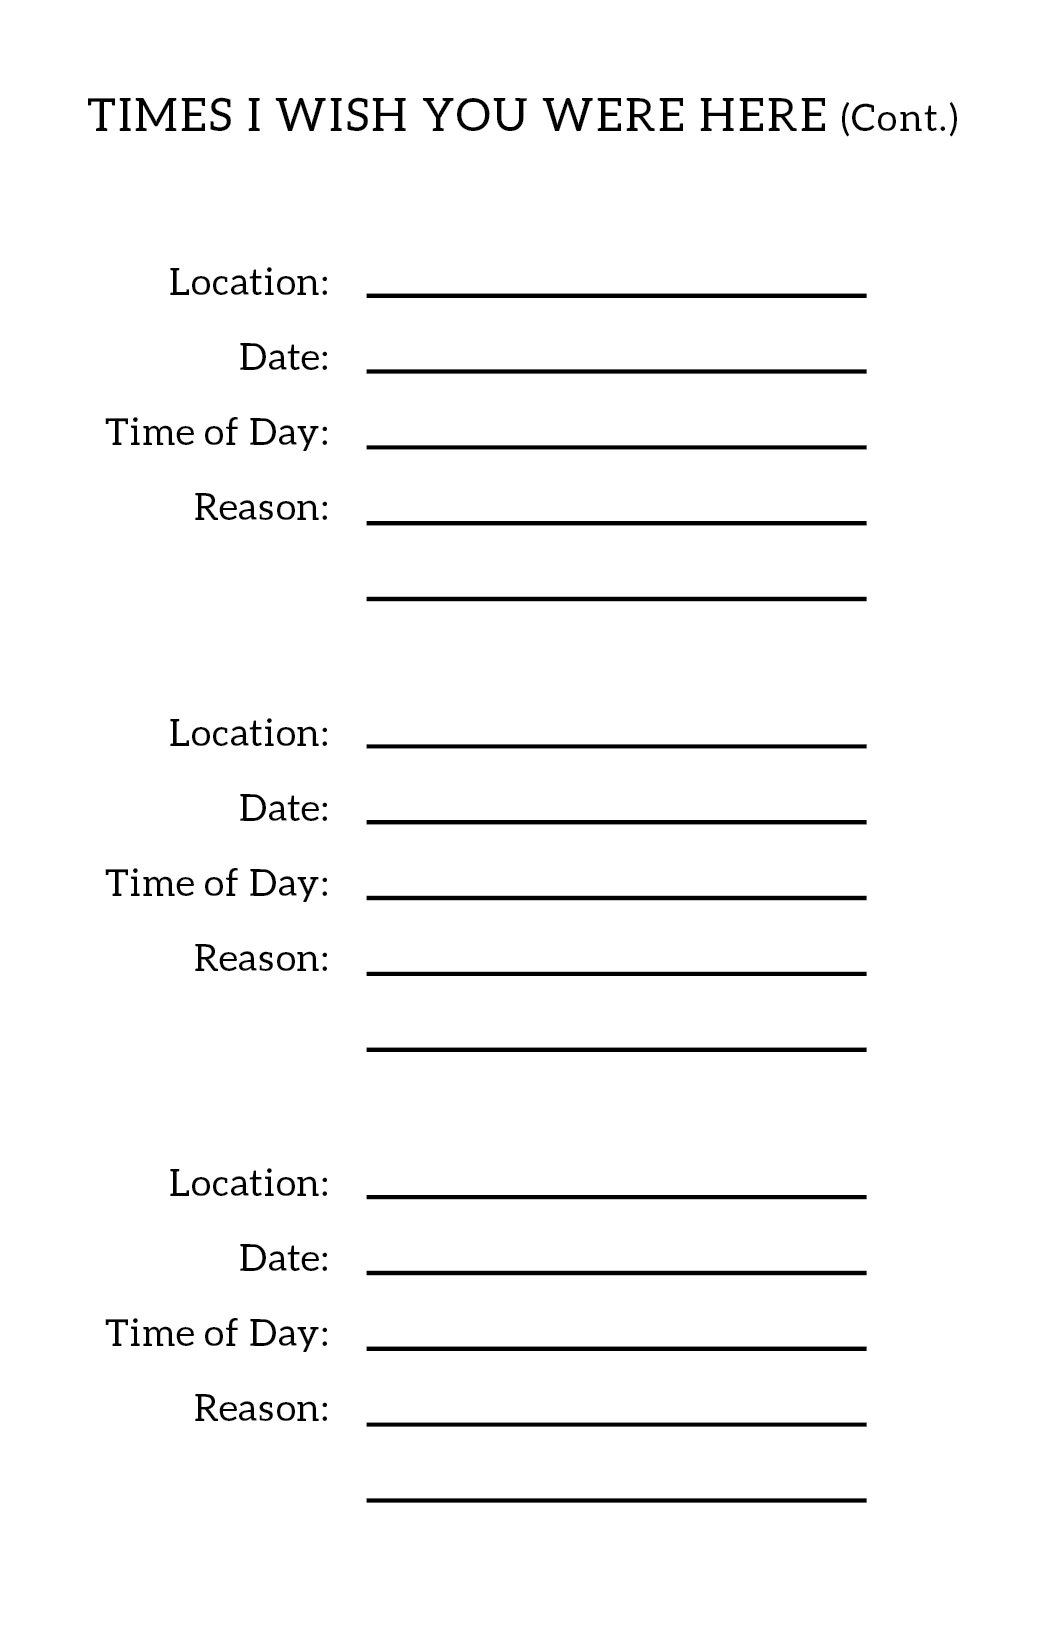 TIMES I WISH YOU WERE HERE (Cont.)
Location:
Date:
Time of Day:
Reason:
Location:
Date:
Time of Day:
Reason:
Location:
Date:
Time of Day:
Reason: